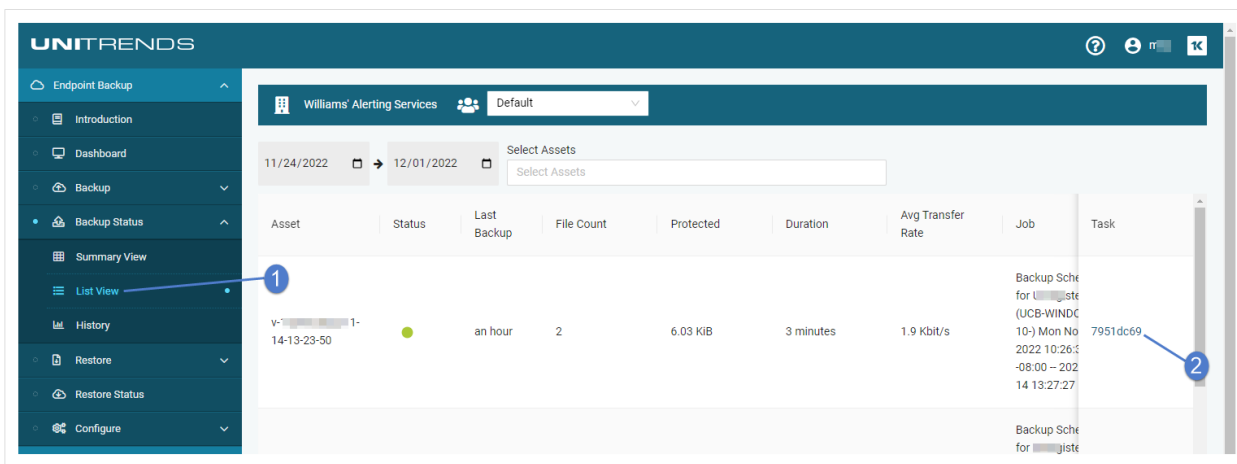 UNITRENDS
Endpoint Backup
Introduction
Dashboard
Backup
Backup Status
Summary View
List View
History
Restore
Restore Status
Configure
Williams' Alerting Services Default
11/24/2022 12/01/2022
Select Assets
Select Assets
Asset Status Last Backup File Count Protected Duration Avg Transfer Rate Job Task
1
v-1 1-
14-13-23-50
an hour 2 6.03 KiB 3 minutes 1.9 Kbit/s
Backup Sche
for U ste
(UCB-WINDO
10-) Mon No
2022 10:26:3
-08:00 -- 202
14 13:27:27
7951dc69
2
Backup Sche
for giste